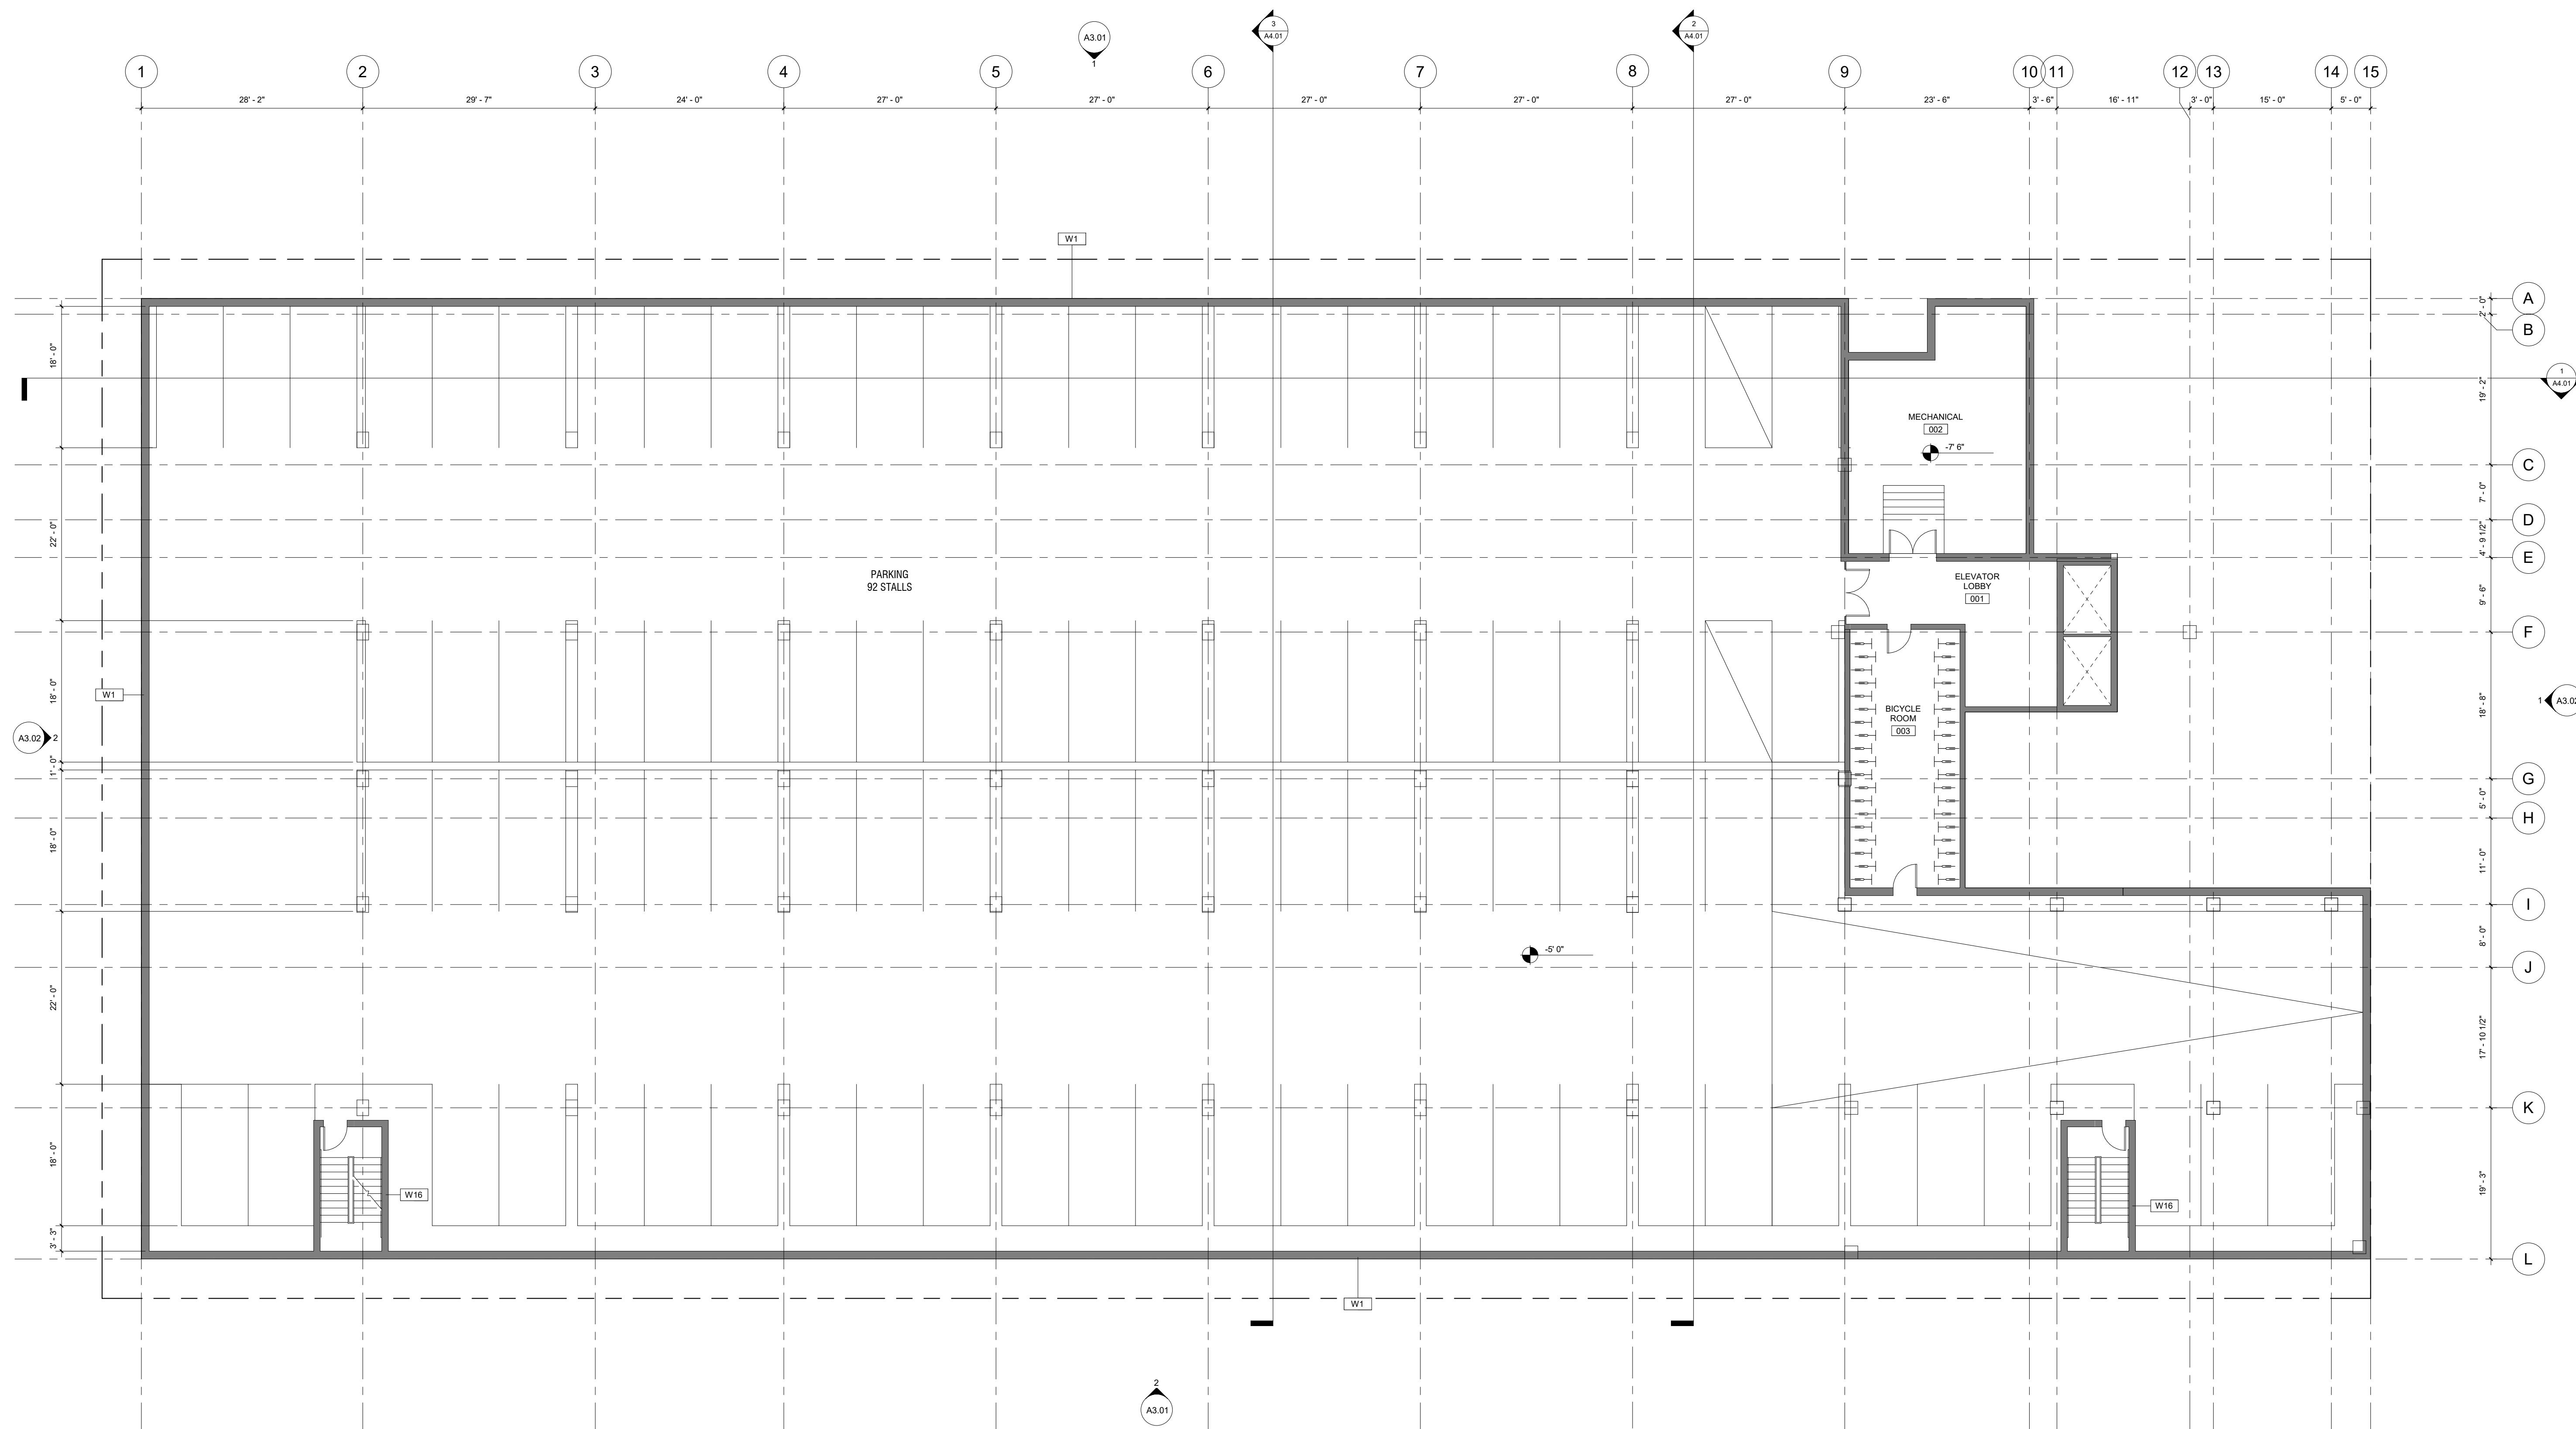 3
A4.01
2
A4.01
A3.01
1
1
2
3
4
5
6
7
8
9
10
11
12
13
14
15
28' - 2"
29' - 7"
24' - 0"
27' - 0"
27' - 0"
27' - 0"
27' - 0"
27' - 0"
23' - 6"
3' - 6"
16' - 11"
3' - 0"
15' - 0"
5' - 0"
W1
A
B
C
D
E
F
G
H
I
J
K
L
2' - 0"
19' - 2"
7' - 0"
4' - 9 1/2"
9' - 6"
18' - 8"
5' - 0"
11' - 0"
8' - 0"
17' - 10 1/2"
19' - 3"
18' - 0"
22' - 0"
18' - 0"
1' - 0"
18' - 0"
22' - 0"
18' - 0"
3' - 3"
1
A4.01
MECHANICAL
002
-7' 6"
PARKING
92 STALLS
ELEVATOR
LOBBY
001
W1
A3.02
2
BICYCLE
ROOM
003
1
A3.02
-5' 0"
W16
W16
W1
2
A3.01